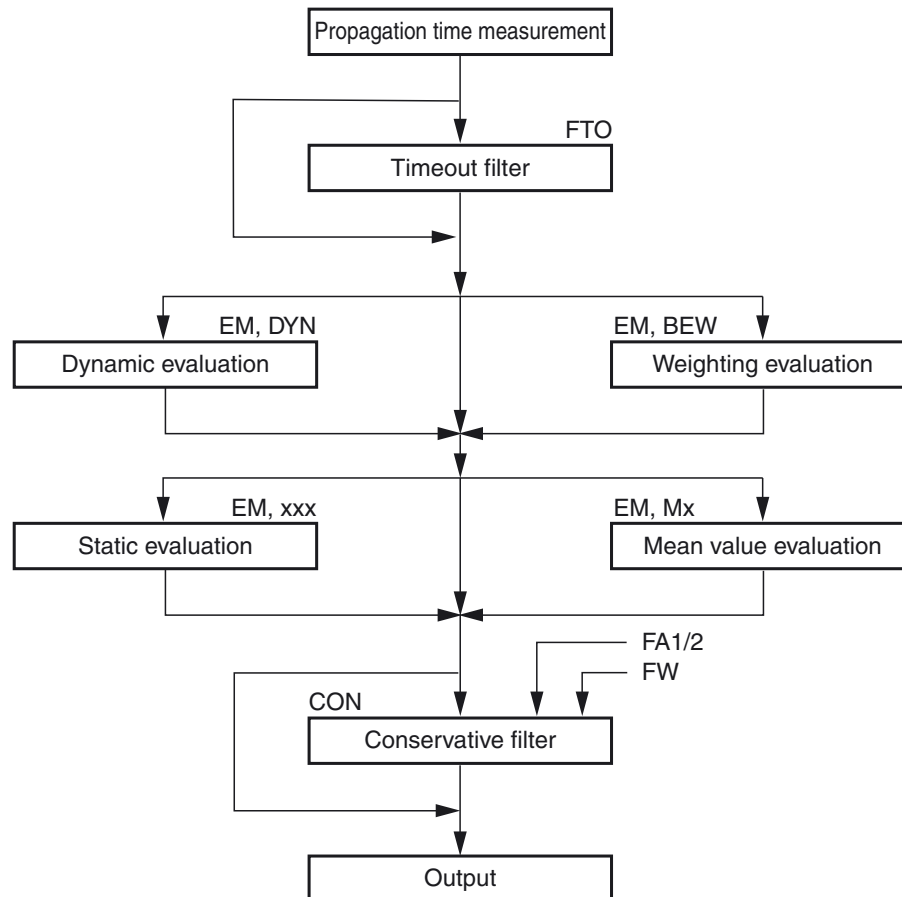 Propagation time measurement
FTO
Timeout filter
EM, DYN
EM, BEW
Dynamic evaluation
Weighting evaluation
EM, xxx
EM, Mx
Static evaluation
Mean value evaluation
FA1/2
FW
CON
Conservative filter
Output